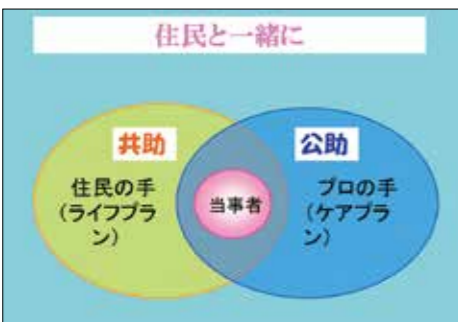 住民と一緒に
共助
公助
住民の手
(ライフプラ
ン)
当事者
プロの手
(ケアプラ
ン)